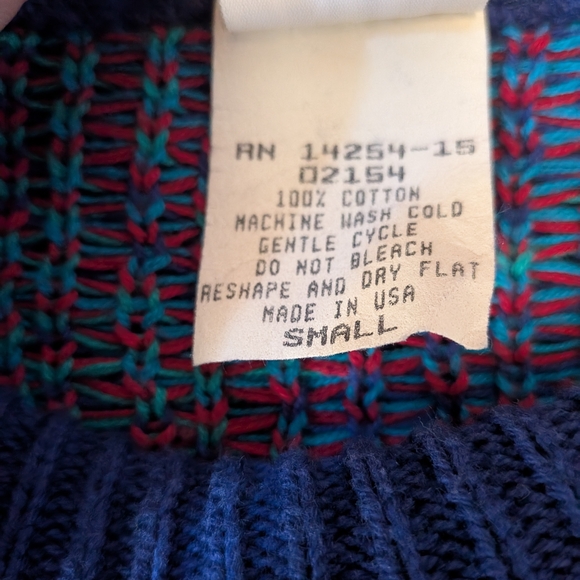 RN 14254-15
02154
100% COTTON
MACHINE WASH COLD
GENTLE CYCLE
DO NOT BLEACH
RESHAPE AND DRY FLAT
MADE IN USA
SMALL